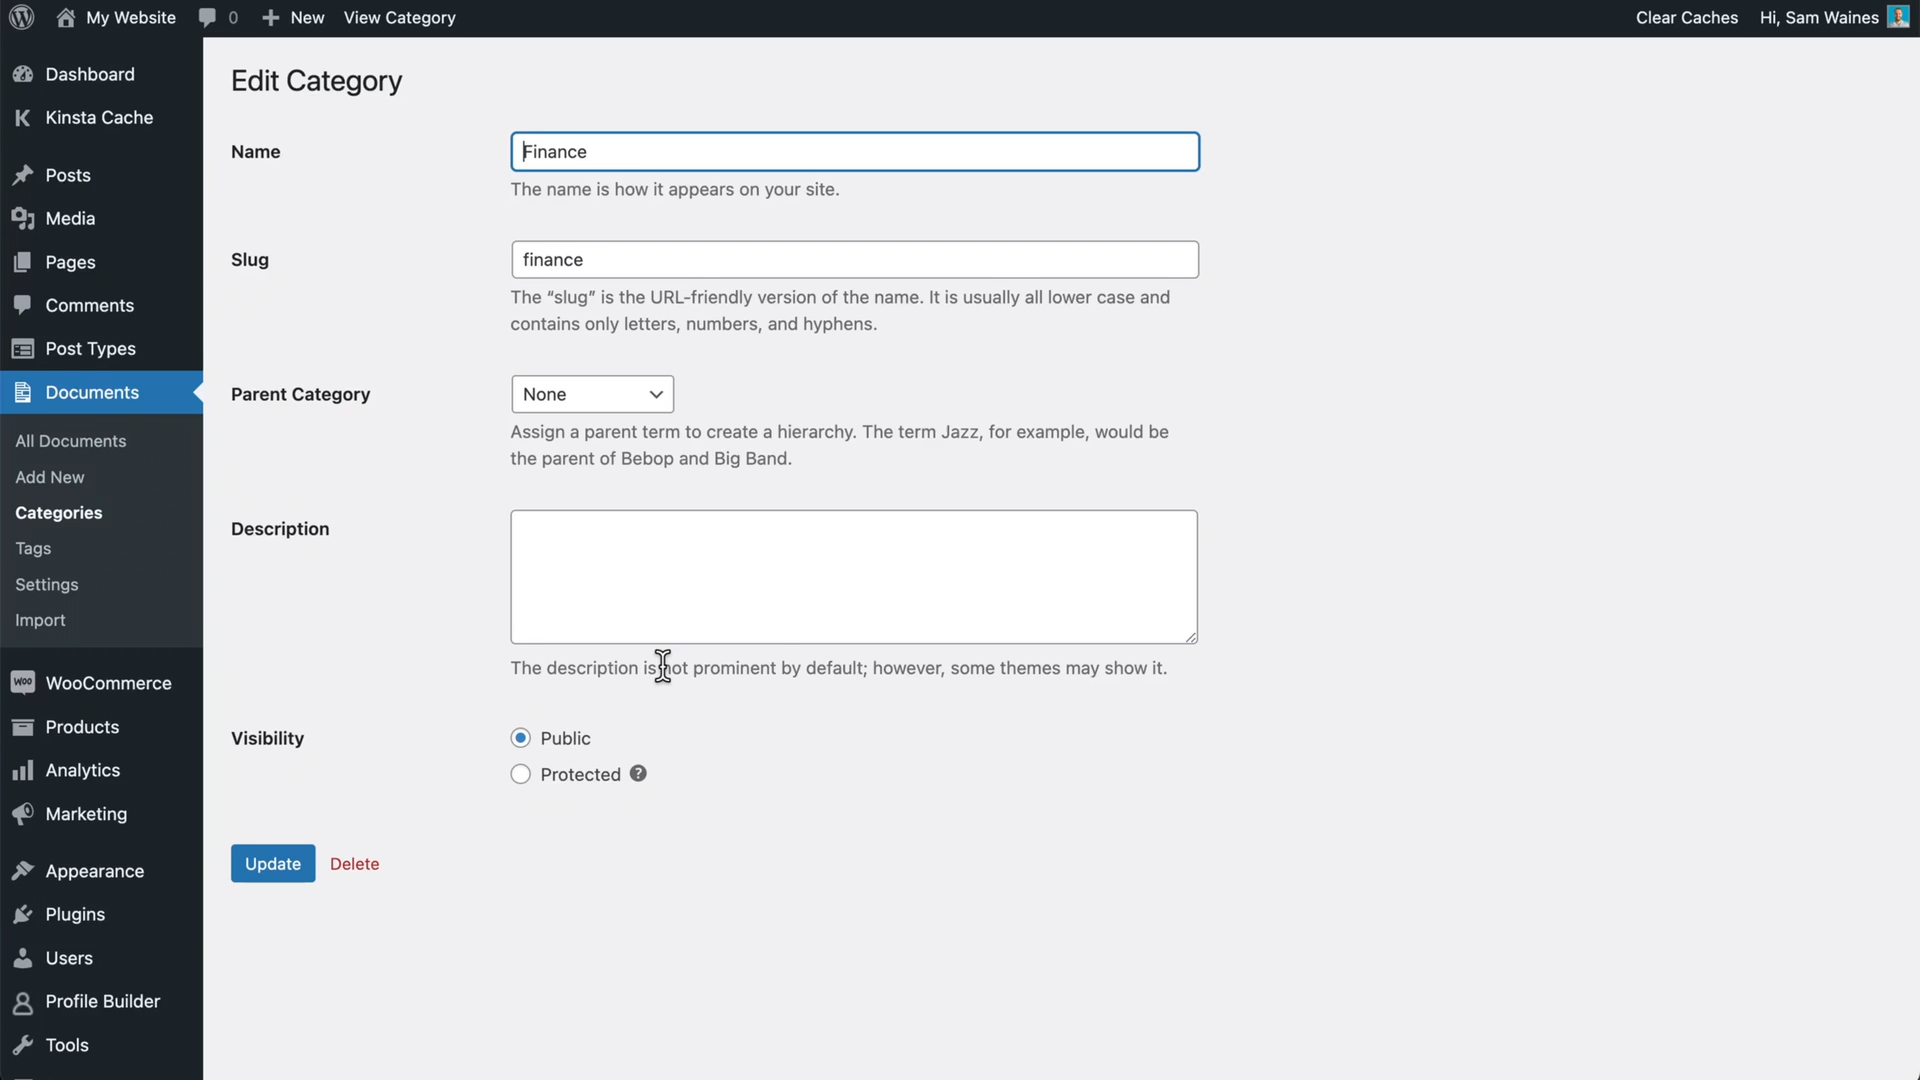 My Website
0
New
View Category
Clear Caches
Hi, Sam Waines
Dashboard
Kinsta Cache
Posts
Media
Pages
Comments
Post Types
Documents
All Documents
Add New
Categories
Tags
Settings
Import
WooCommerce
Products
Analytics
Marketing
Appearance
Plugins
Users
Profile Builder
Tools
Edit Category
Name
Finance
The name is how it appears on your site.
Slug
finance
The “slug” is the URL-friendly version of the name. It is usually all lower case and
contains only letters, numbers, and hyphens.
Parent Category
None
Assign a parent term to create a hierarchy. The term Jazz, for example, would be
the parent of Bebop and Big Band.
Description
The description is not prominent by default; however, some themes may show it.
Visibility
Public
Protected ?
Update
Delete